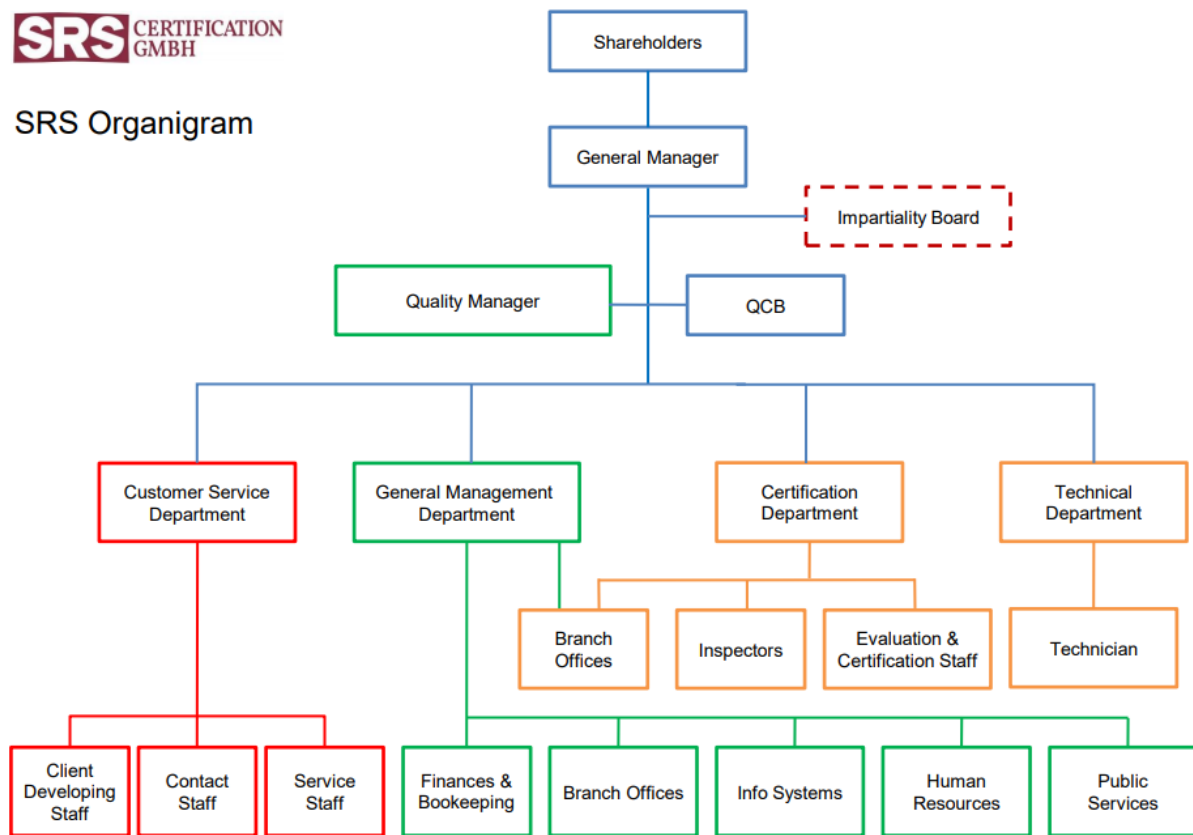 SRS CERTIFICATION
GMBH
SRS Organigram
Shareholders
General Manager
Impartiality Board
Quality Manager
QCB
Customer Service
Department
General Management
Department
Certification
Department
Technical
Department
Branch
Offices
Inspectors
Evaluation &
Certification Staff
Technician
Client
Developing
Staff
Contact
Staff
Service
Staff
Finances &
Bookeeping
Branch Offices
Info Systems
Human
Resources
Public
Services